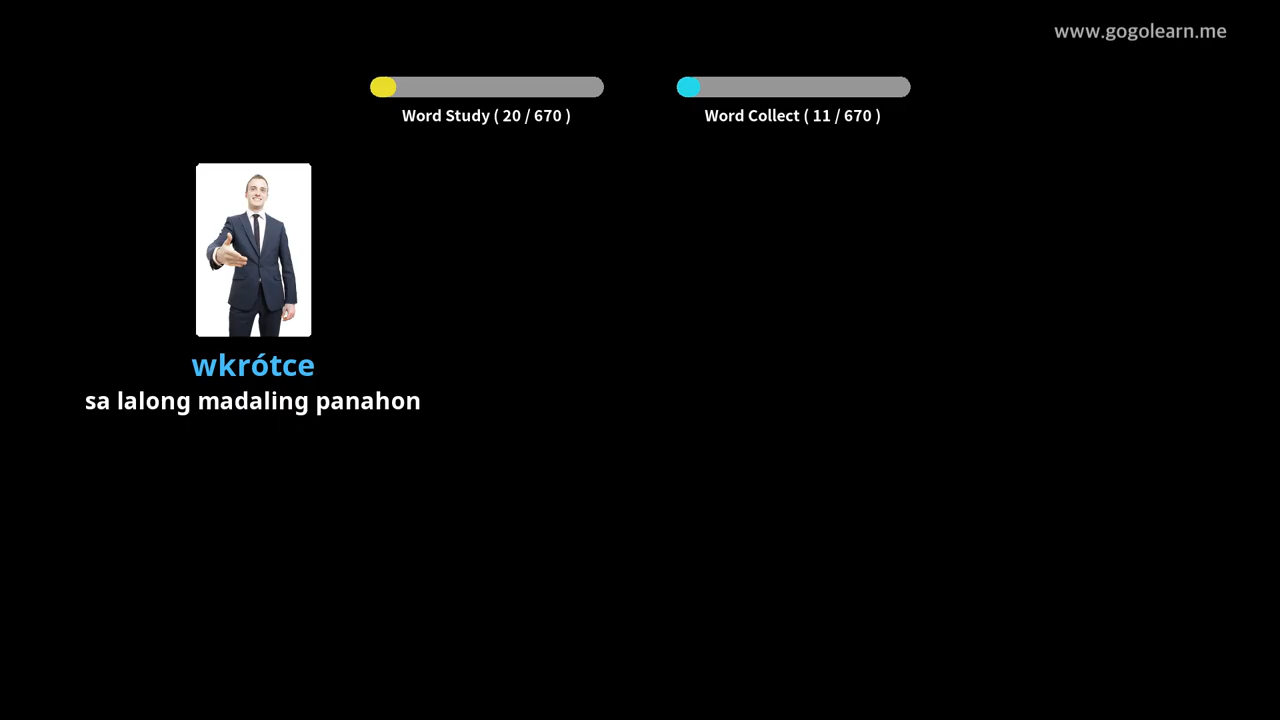 www.gogolearn.me
Word Study ( 20 / 670 )
Word Collect ( 11 / 670 )
wkrótce
sa lalong madaling panahon